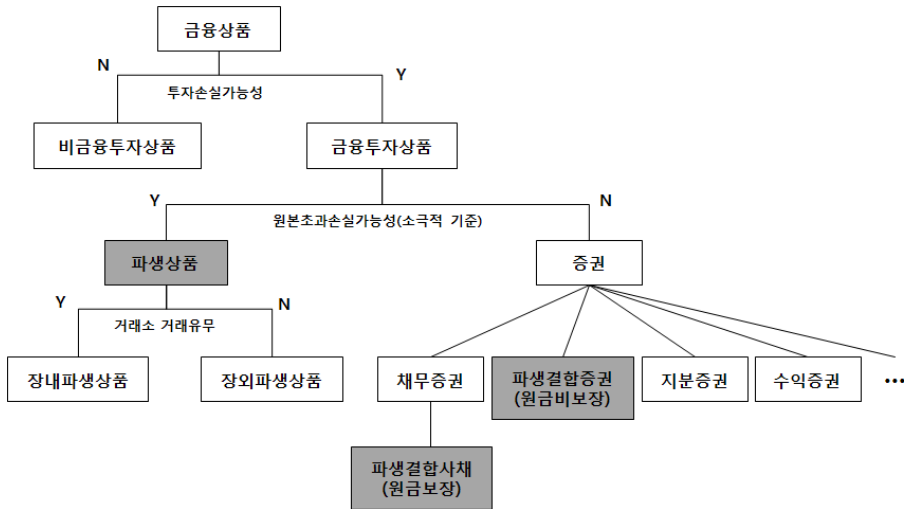 금융상품
N
Y
투자손실가능성
비금융투자상품
금융투자상품
Y
N
원본초과손실가능성(소극적 기준)
파생상품
증권
Y
N
거래소 거래유무
장내파생상품
장외파생상품
채무증권
파생결합증권
(원금비보장)
지분증권
수익증권
•••
파생결합사채
(원금보장)